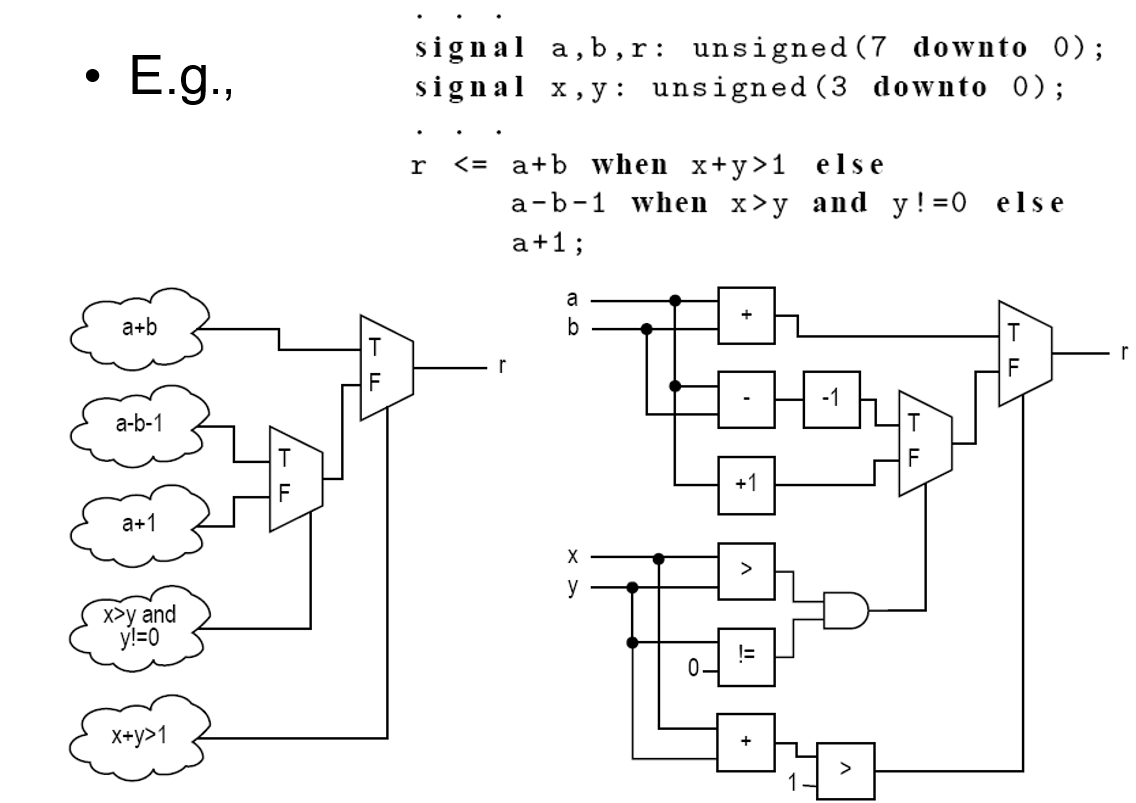 . . .
• E.g.,
signal a,b,r: unsigned(7 downto 0);
signal x,y: unsigned(3 downto 0);
. . .
r <= a+b when x+y>1 else
a-b-1 when x>y and y!=0 else
a+1;
a+b
T
F
r
a-b-1
T
F
a+1
x>y and
y!=0
x+y>1
a
b
+
T
F
r
-
-1
T
F
+1
x
y
>
!=
0
+
>
1